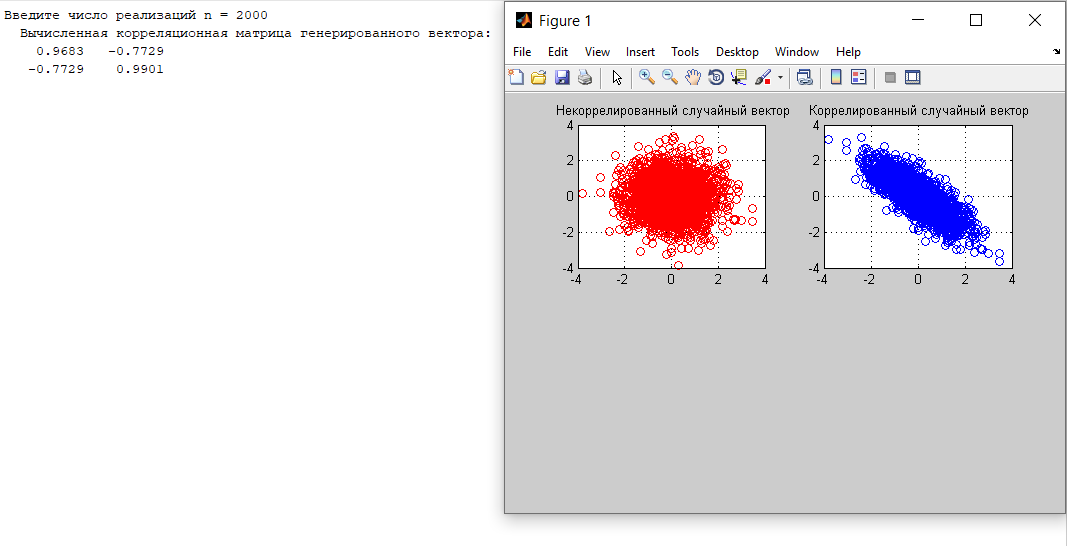 Введите число реализаций n = 2000
Вычисленная корреляционная матрица генерированного вектора:
0.9683 -0.7729
-0.7729 0.9901
Figure 1
File Edit View Insert Tools Desktop Window Help
Некоррелированный случайный вектор
4
2
0
-2
-4
-4 -2 0 2 4
Коррелированный случайный вектор
4
2
0
-2
-4
-4 -2 0 2 4